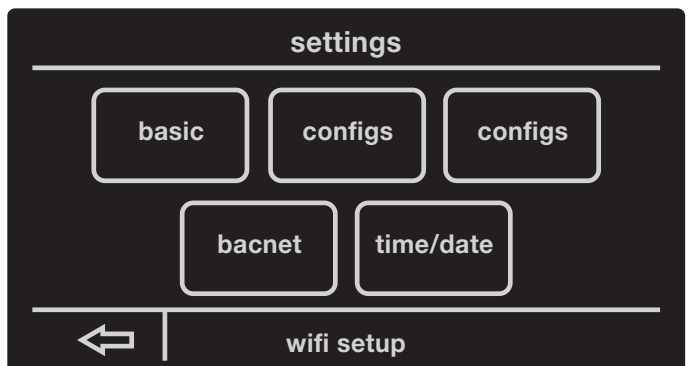 settings
basic configs configs
bacnet time/date
wifi setup